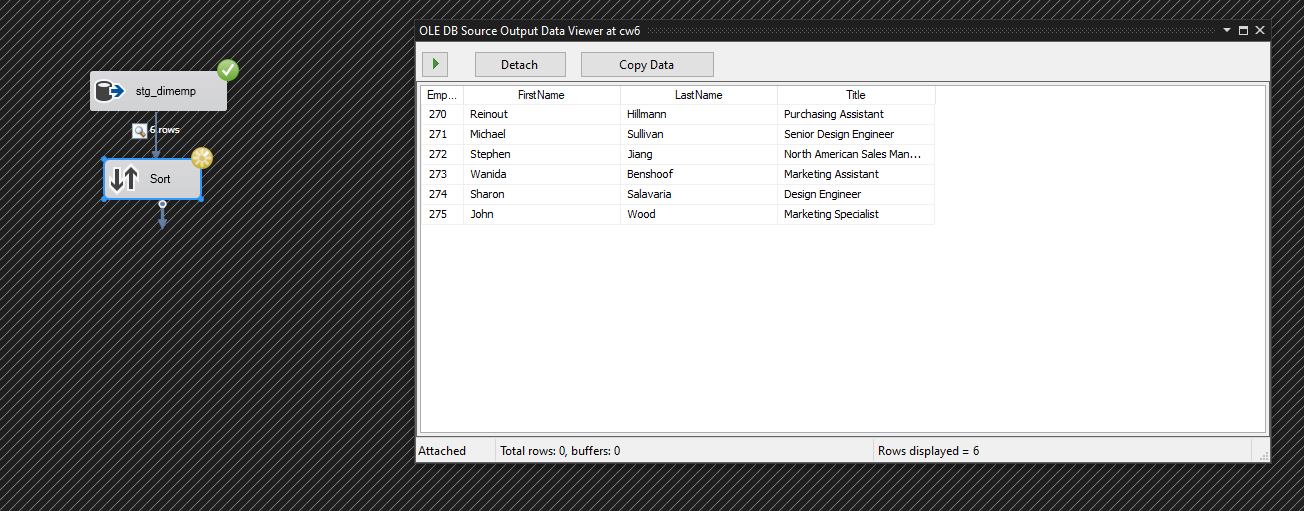 OLE DB Source Output Data Viewer at cw6
Detach Copy Data
stg_dimemp
6 rows
Sort
Emp... FirstName LastName Title
270 Reinout Hillmann Purchasing Assistant
271 Michael Sullivan Senior Design Engineer
272 Stephen Jiang North American Sales Man...
273 Wanida Benshoof Marketing Assistant
274 Sharon Salavaria Design Engineer
275 John Wood Marketing Specialist
Attached Total rows: 0, buffers: 0 Rows displayed = 6